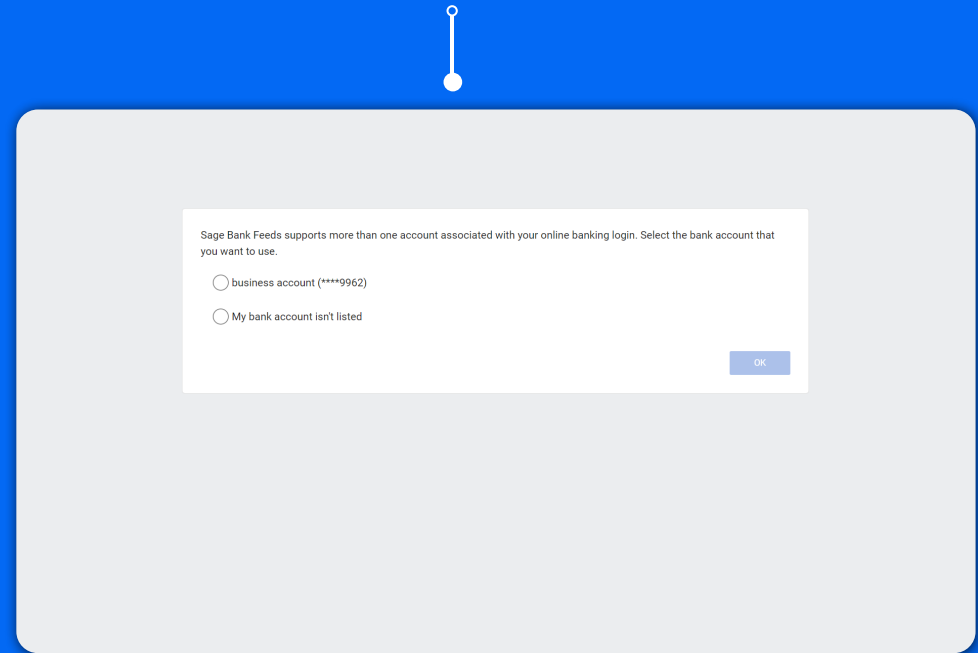 Sage Bank Feeds supports more than one account associated with your online banking login. Select the bank account that
you want to use.
business account (****9962)
My bank account isn't listed
OK